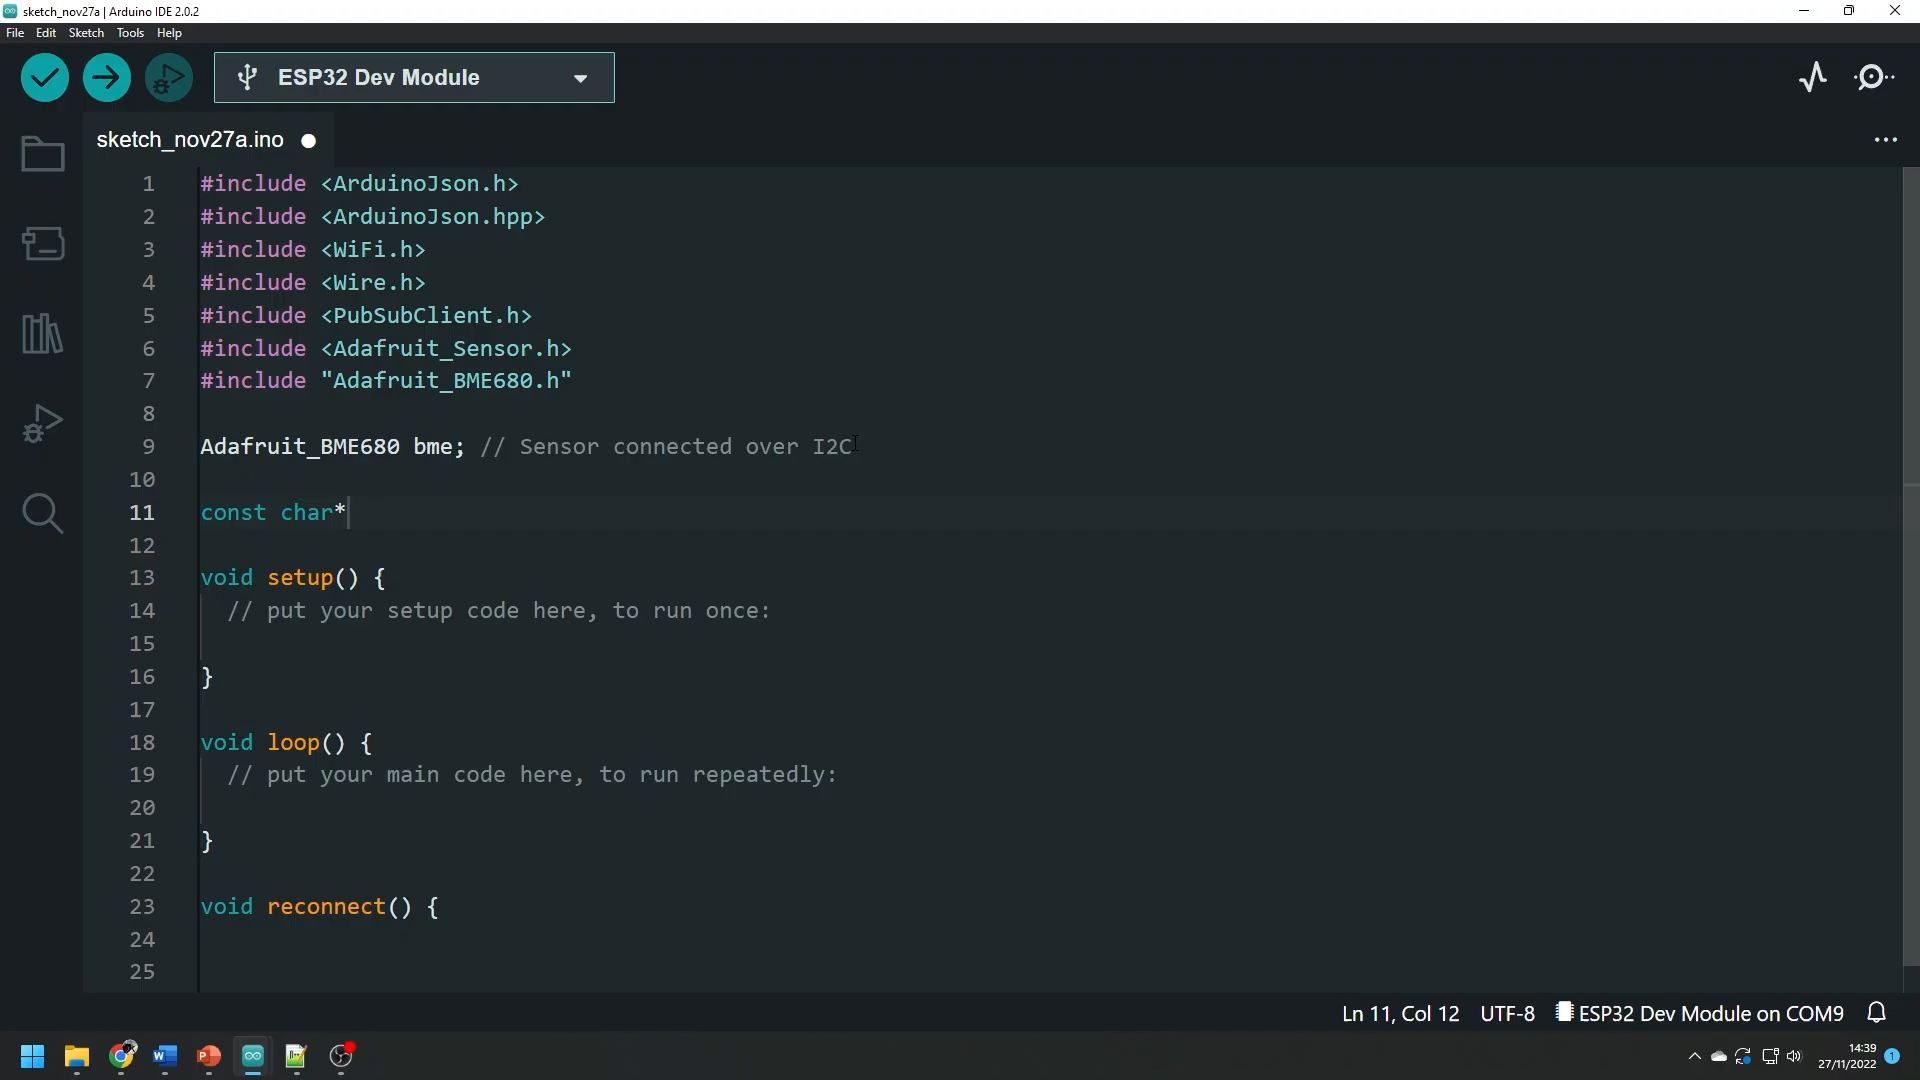 sketch_nov27a | Arduino IDE 2.0.2
File Edit Sketch Tools Help
ESP32 Dev Module
sketch_nov27a.ino
1 #include <ArduinoJson.h>
2 #include <ArduinoJson.hpp>
3 #include <WiFi.h>
4 #include <Wire.h>
5 #include <PubSubClient.h>
6 #include <Adafruit_Sensor.h>
7 #include "Adafruit_BME680.h"
8
9 Adafruit_BME680 bme; // Sensor connected over I2C
10
11 const char*
12
13 void setup() {
14 // put your setup code here, to run once:
15
16 }
17
18 void loop() {
19 // put your main code here, to run repeatedly:
20
21 }
22
23 void reconnect() {
24
25
Ln 11, Col 12 UTF-8 ESP32 Dev Module on COM9
14:39
27/11/2022 1